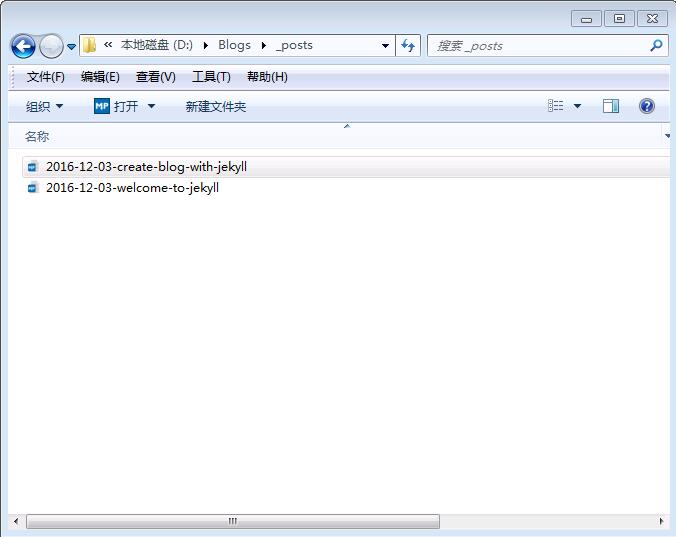 « 本地磁盘 (D:) Blogs _posts 搜索 _posts
文件(F) 编辑(E) 查看(V) 工具(T) 帮助(H)
组织 MP 打开 新建文件夹
名称
2016-12-03-create-blog-with-jekyll
2016-12-03-welcome-to-jekyll